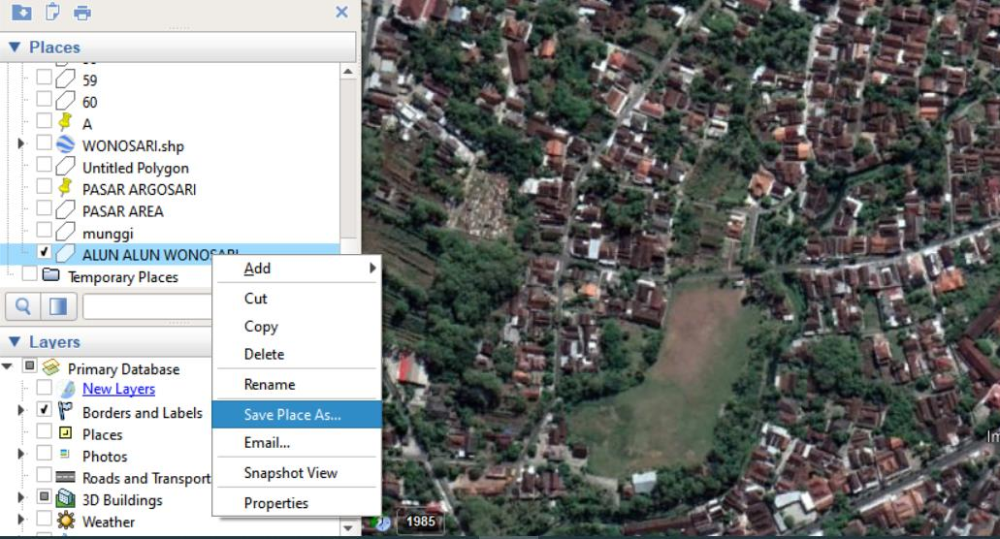 Places
59
60
A
WONOSARI.shp
Untitled Polygon
PASAR ARGOSARI
PASAR AREA
munggi
ALUN ALUN WONOSARI
Temporary Places
Add
Cut
Copy
Delete
Rename
Save Place As...
Email...
Snapshot View
Properties
Layers
Primary Database
New Layers
Borders and Labels
Places
Photos
Roads and Transport
3D Buildings
Weather
1985